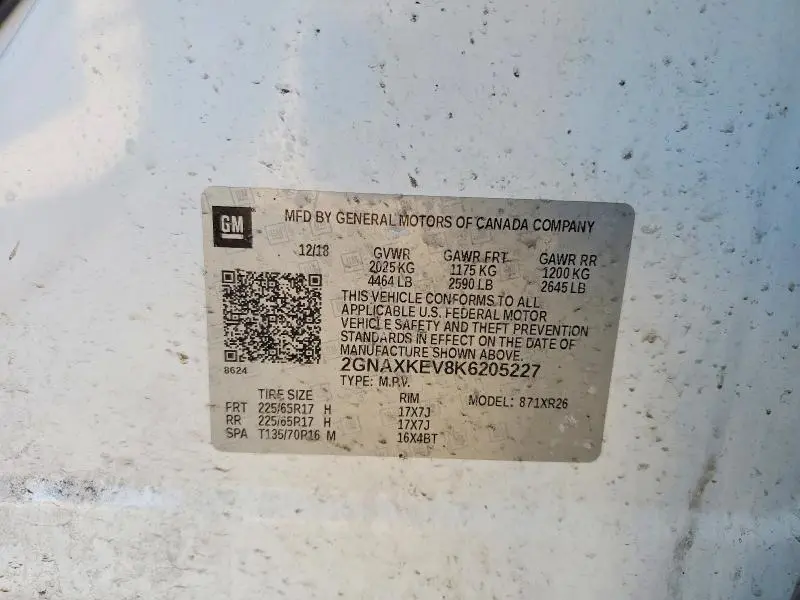 GM
MFD BY GENERAL MOTORS OF CANADA COMPANY
12/18 GVWR GAWR FRT GAWR RR
2025 KG 1175 KG 1200 KG
4464 LB 2590 LB 2645 LB
THIS VEHICLE CONFORMS TO ALL
APPLICABLE U.S. FEDERAL MOTOR
VEHICLE SAFETY AND THEFT PREVENTION
STANDARDS IN EFFECT ON THE DATE OF
MANUFACTURE SHOWN ABOVE.
8624
2GNAXKEV8K6205227
TYPE: M.P.V.
TIRE SIZE RIM MODEL: 871XR26
FRT 225/65R17 H 17X7J
RR 225/65R17 H 17X7J
SPA T135/70R16 M 16X4BT